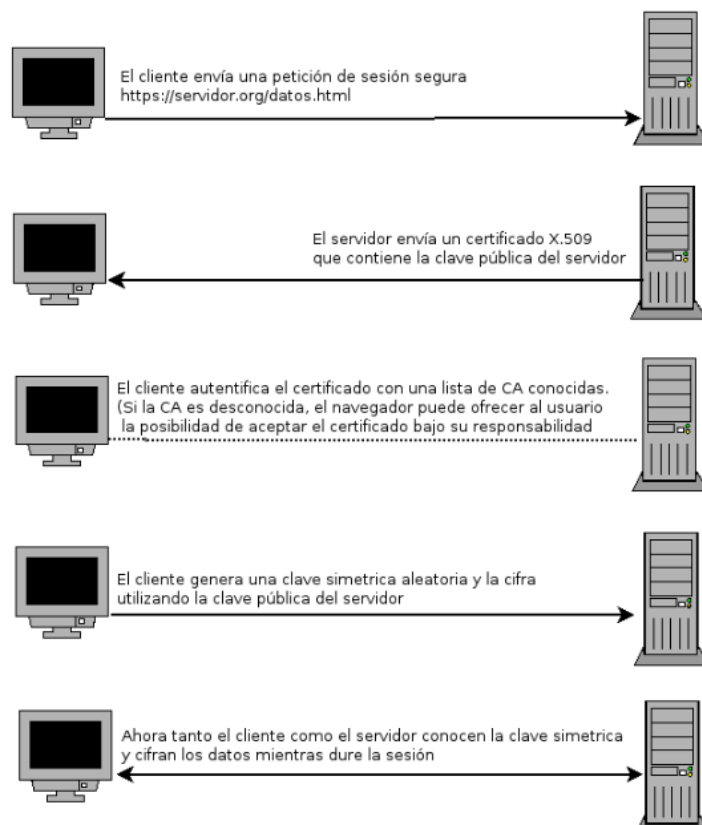 El cliente envía una petición de sesión segura
https://servidor.org/datos.html
El servidor envía un certificado X.509
que contiene la clave pública del servidor
El cliente autentifica el certificado con una lista de CA conocidas.
(Si la CA es desconocida, el navegador puede ofrecer al usuario
la posibilidad de aceptar el certificado bajo su responsabilidad
El cliente genera una clave simetrica aleatoria y la cifra
utilizando la clave pública del servidor
Ahora tanto el cliente como el servidor conocen la clave simetrica
y cifran los datos mientras dure la sesión